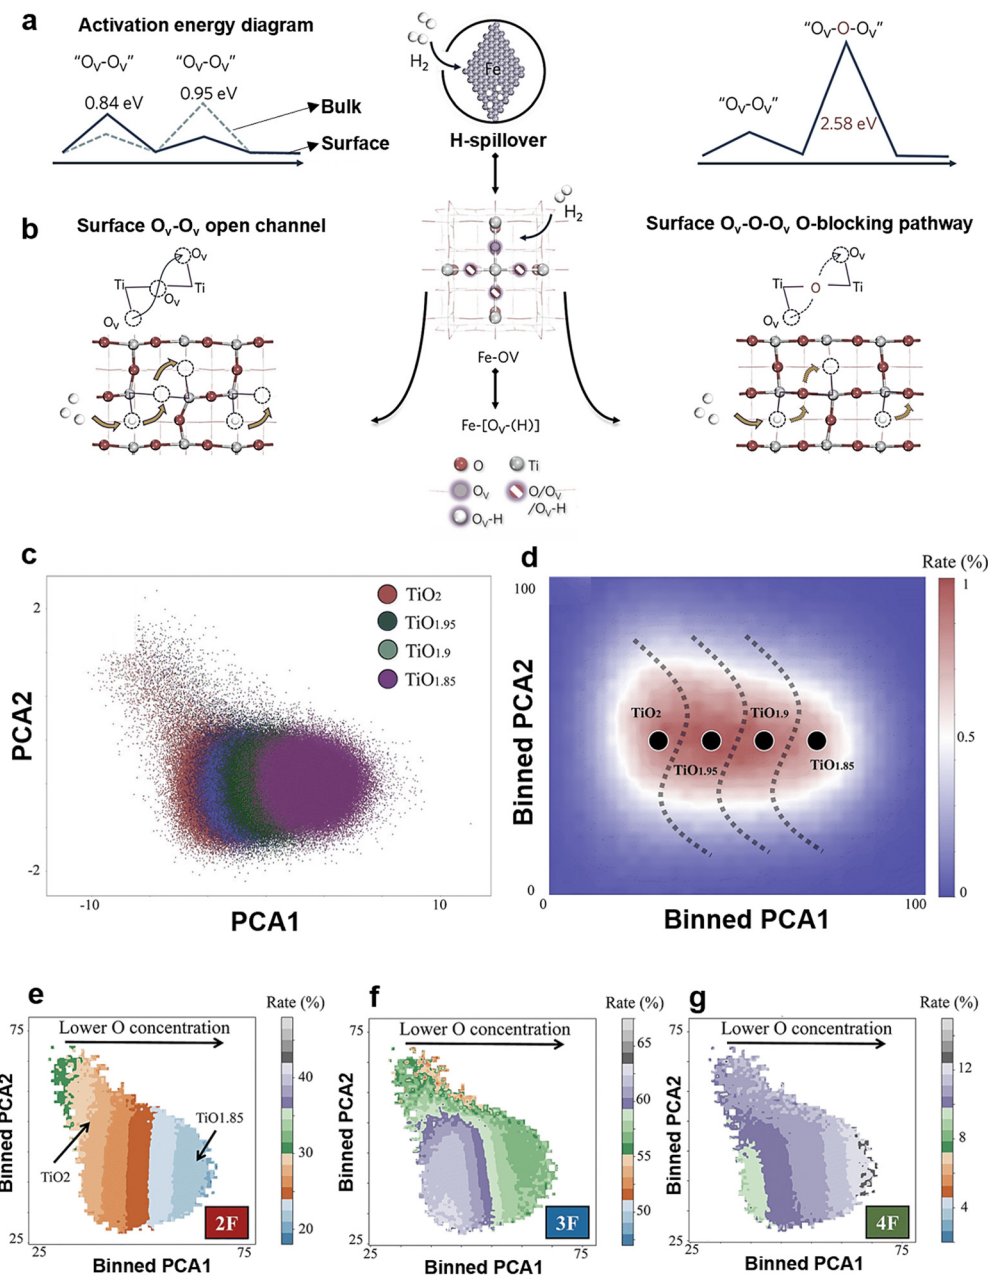 a
Activation energy diagram
"Ov-Ov"
"Ov-Ov"
0.84 eV
0.95 eV
Bulk
Surface
H2
Fe
H-spillover
"Ov-O-Ov"
"Ov-Ov"
2.58 eV
b
Surface Ov-Ov open channel
Ov
Ti
Ti
Ov
Ov
H2
Fe-OV
Fe-[Ov-(H)]
O
Ti
Ov
O/Ov
/Ov-H
Ov-H
Surface Ov-O-Ov O-blocking pathway
Ov
Ti
O
Ti
Ov
c
2
-2
PCA2
-10
10
PCA1
TiO2
TiO1.95
TiO1.9
TiO1.85
d
Rate (%)
100
0
Binned PCA2
0
100
Binned PCA1
TiO2
TiO1.9
TiO1.95
TiO1.85
1
0.5
0
e
Rate (%)
75
Lower O concentration
Binned PCA2
TiO2
TiO1.85
2F
25
25
75
Binned PCA1
40
30
20
f
Rate (%)
75
Lower O concentration
Binned PCA2
3F
25
25
75
Binned PCA1
65
60
55
50
g
Rate (%)
75
Lower O concentration
Binned PCA2
4F
25
25
75
Binned PCA1
12
8
4